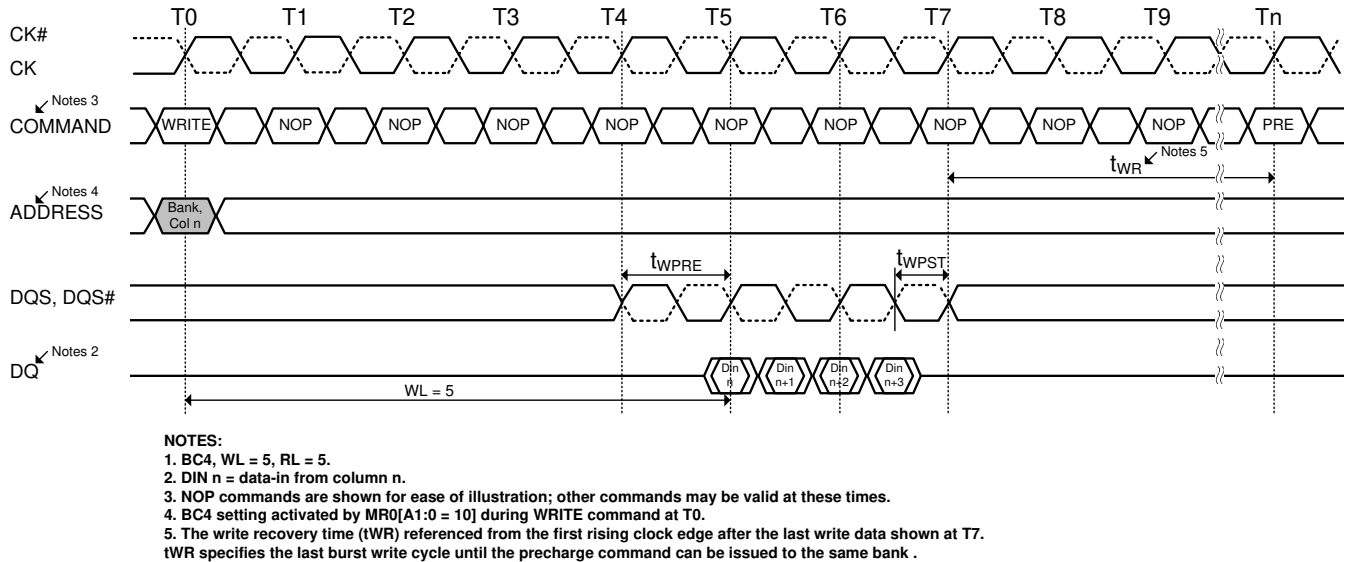 T0 T1 T2 T3 T4 T5 T6 T7 T8 T9 Tn
CK#
CK
Notes 3
COMMAND WRITE NOP NOP NOP NOP NOP NOP NOP NOP NOP PRE
tWR Notes 5
Notes 4
ADDRESS Bank,
Col n
tWPRE tWPST
DQS, DQS#
Notes 2
DQ
Din Din Din Din
n n+1 n+2 n+3
WL = 5
NOTES:
1. BC4, WL = 5, RL = 5.
2. DIN n = data-in from column n.
3. NOP commands are shown for ease of illustration; other commands may be valid at these times.
4. BC4 setting activated by MR0[A1:0 = 10] during WRITE command at T0.
5. The write recovery time (tWR) referenced from the first rising clock edge after the last write data shown at T7.
tWR specifies the last burst write cycle until the precharge command can be issued to the same bank .